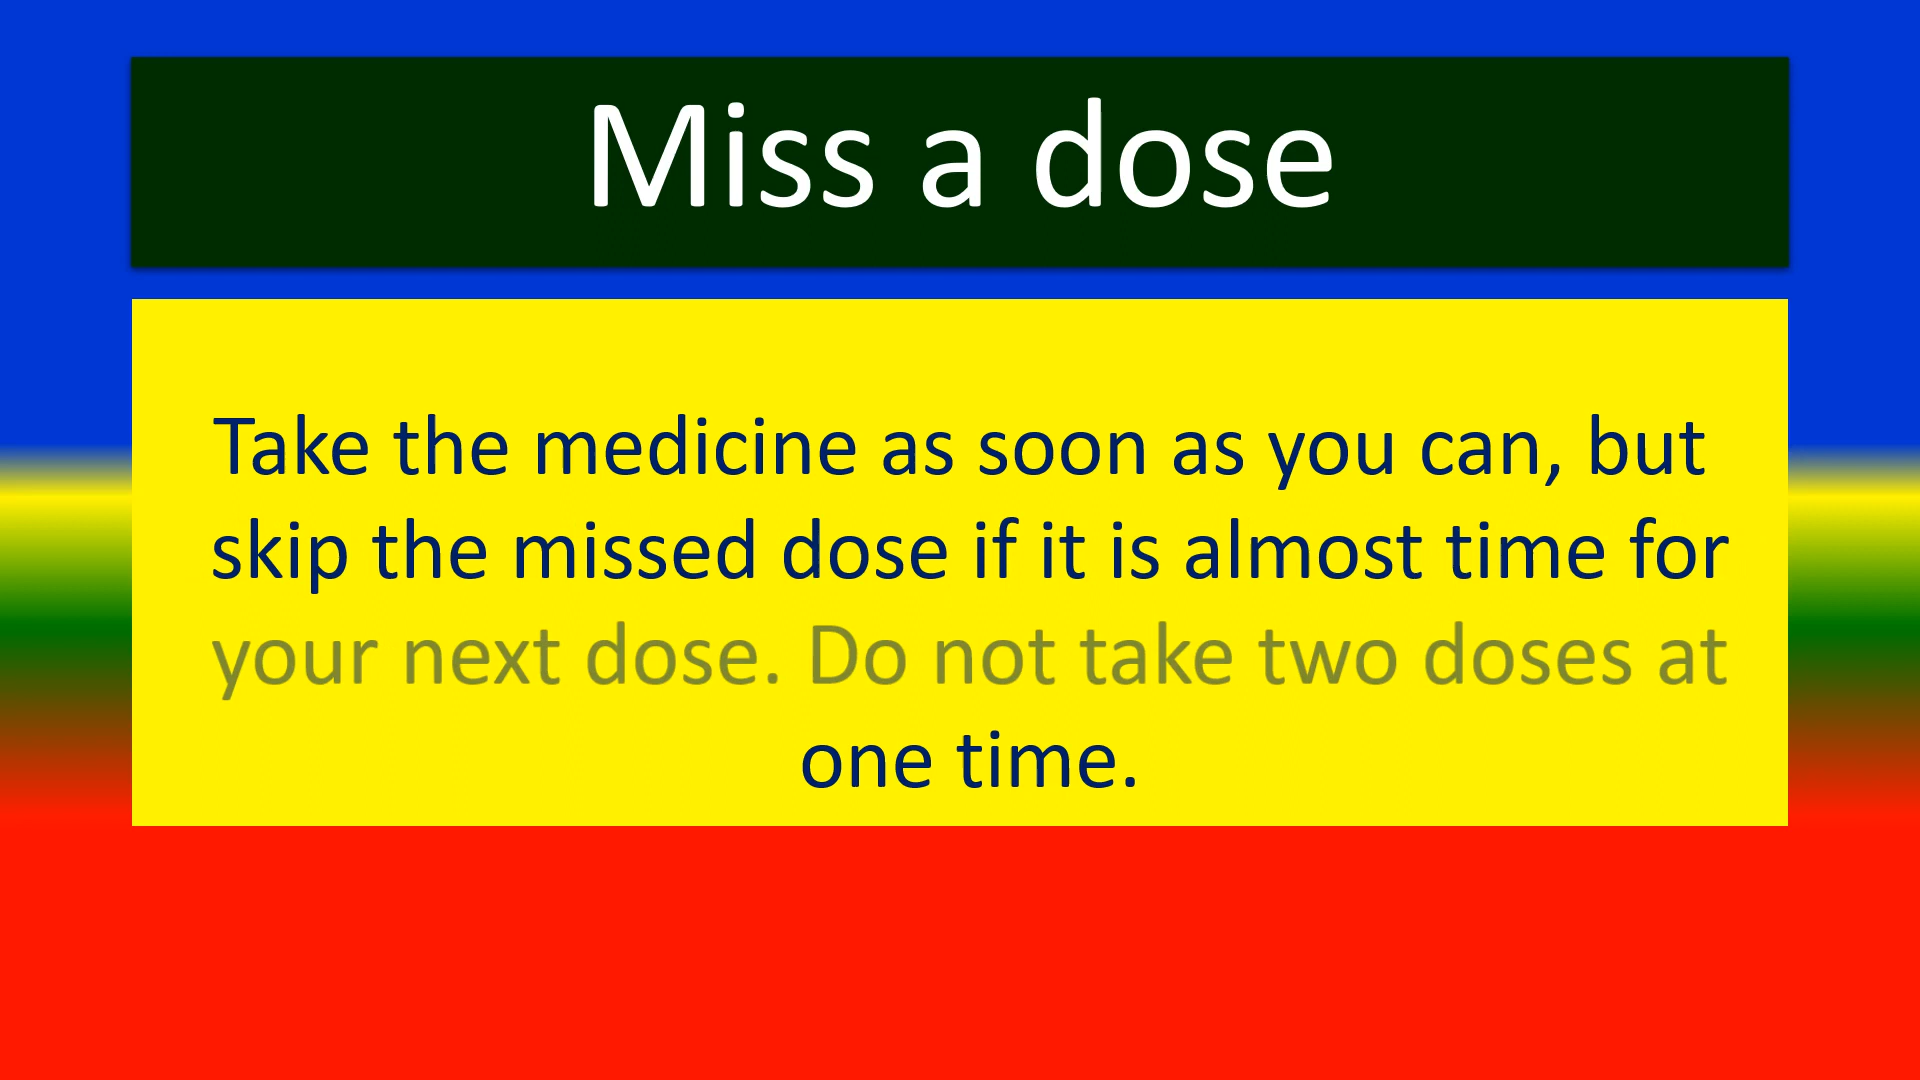 Miss a dose
Take the medicine as soon as you can, but
skip the missed dose if it is almost time for
your next dose. Do not take two doses at
one time.